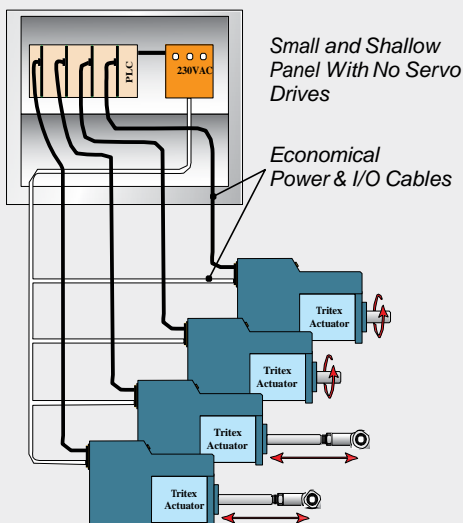 PLC
230VAC
Small and Shallow
Panel With No Servo
Drives
Economical
Power & I/O Cables
Tritex
Actuator
Tritex
Actuator
Tritex
Actuator
Tritex
Actuator